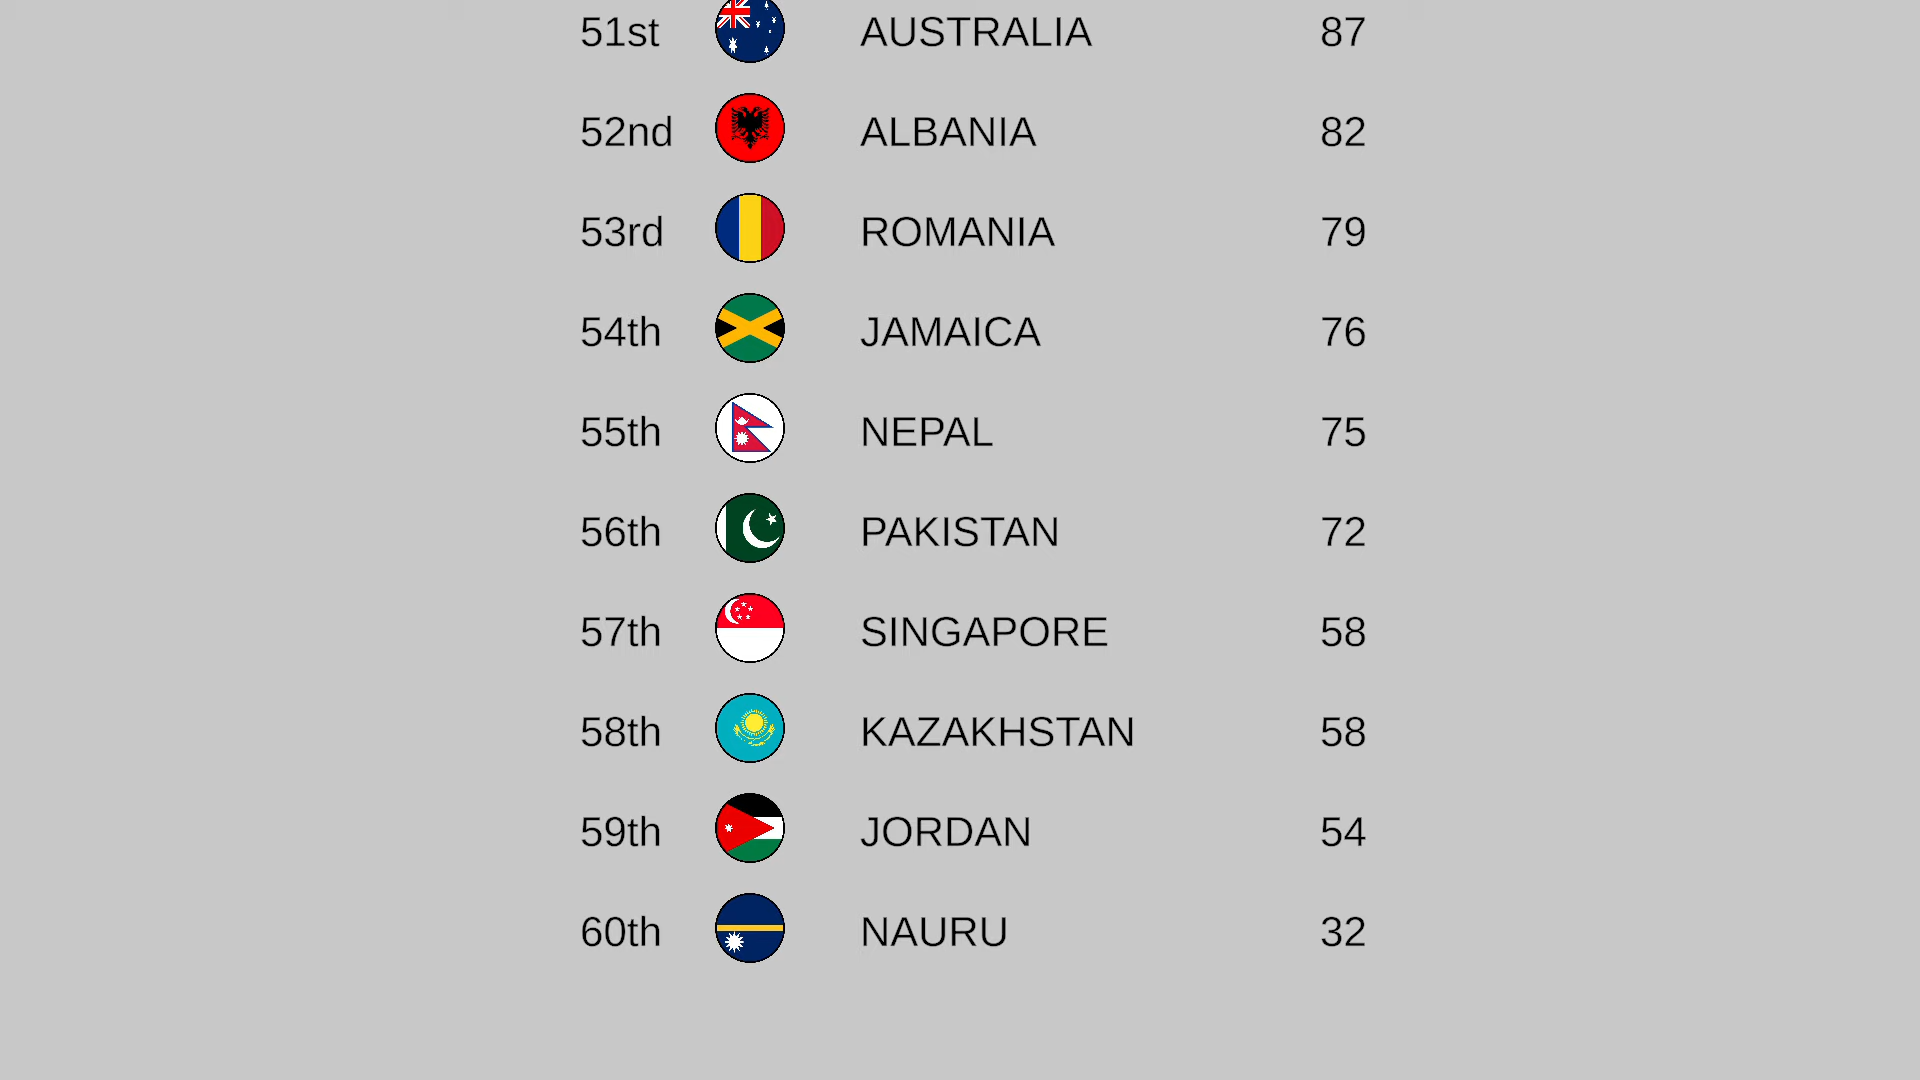 51st AUSTRALIA 87
52nd ALBANIA 82
53rd ROMANIA 79
54th JAMAICA 76
55th NEPAL 75
56th PAKISTAN 72
57th SINGAPORE 58
58th KAZAKHSTAN 58
59th JORDAN 54
60th NAURU 32